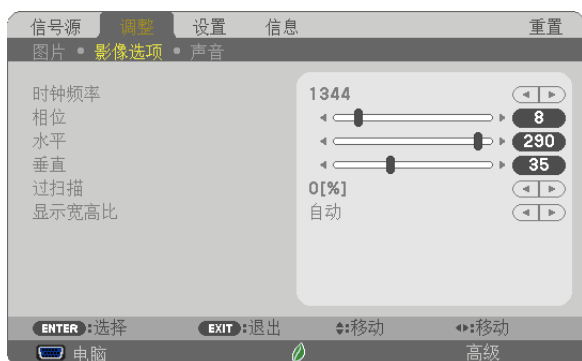 信号源 调整 设置 信息 重置
图片 • 影像选项 • 声音
时钟频率 1344
相位 8
水平 290
垂直 35
过扫描 0[%]
显示宽高比 自动
ENTER:选择 EXIT:退出 :移动 :移动
电脑 高级